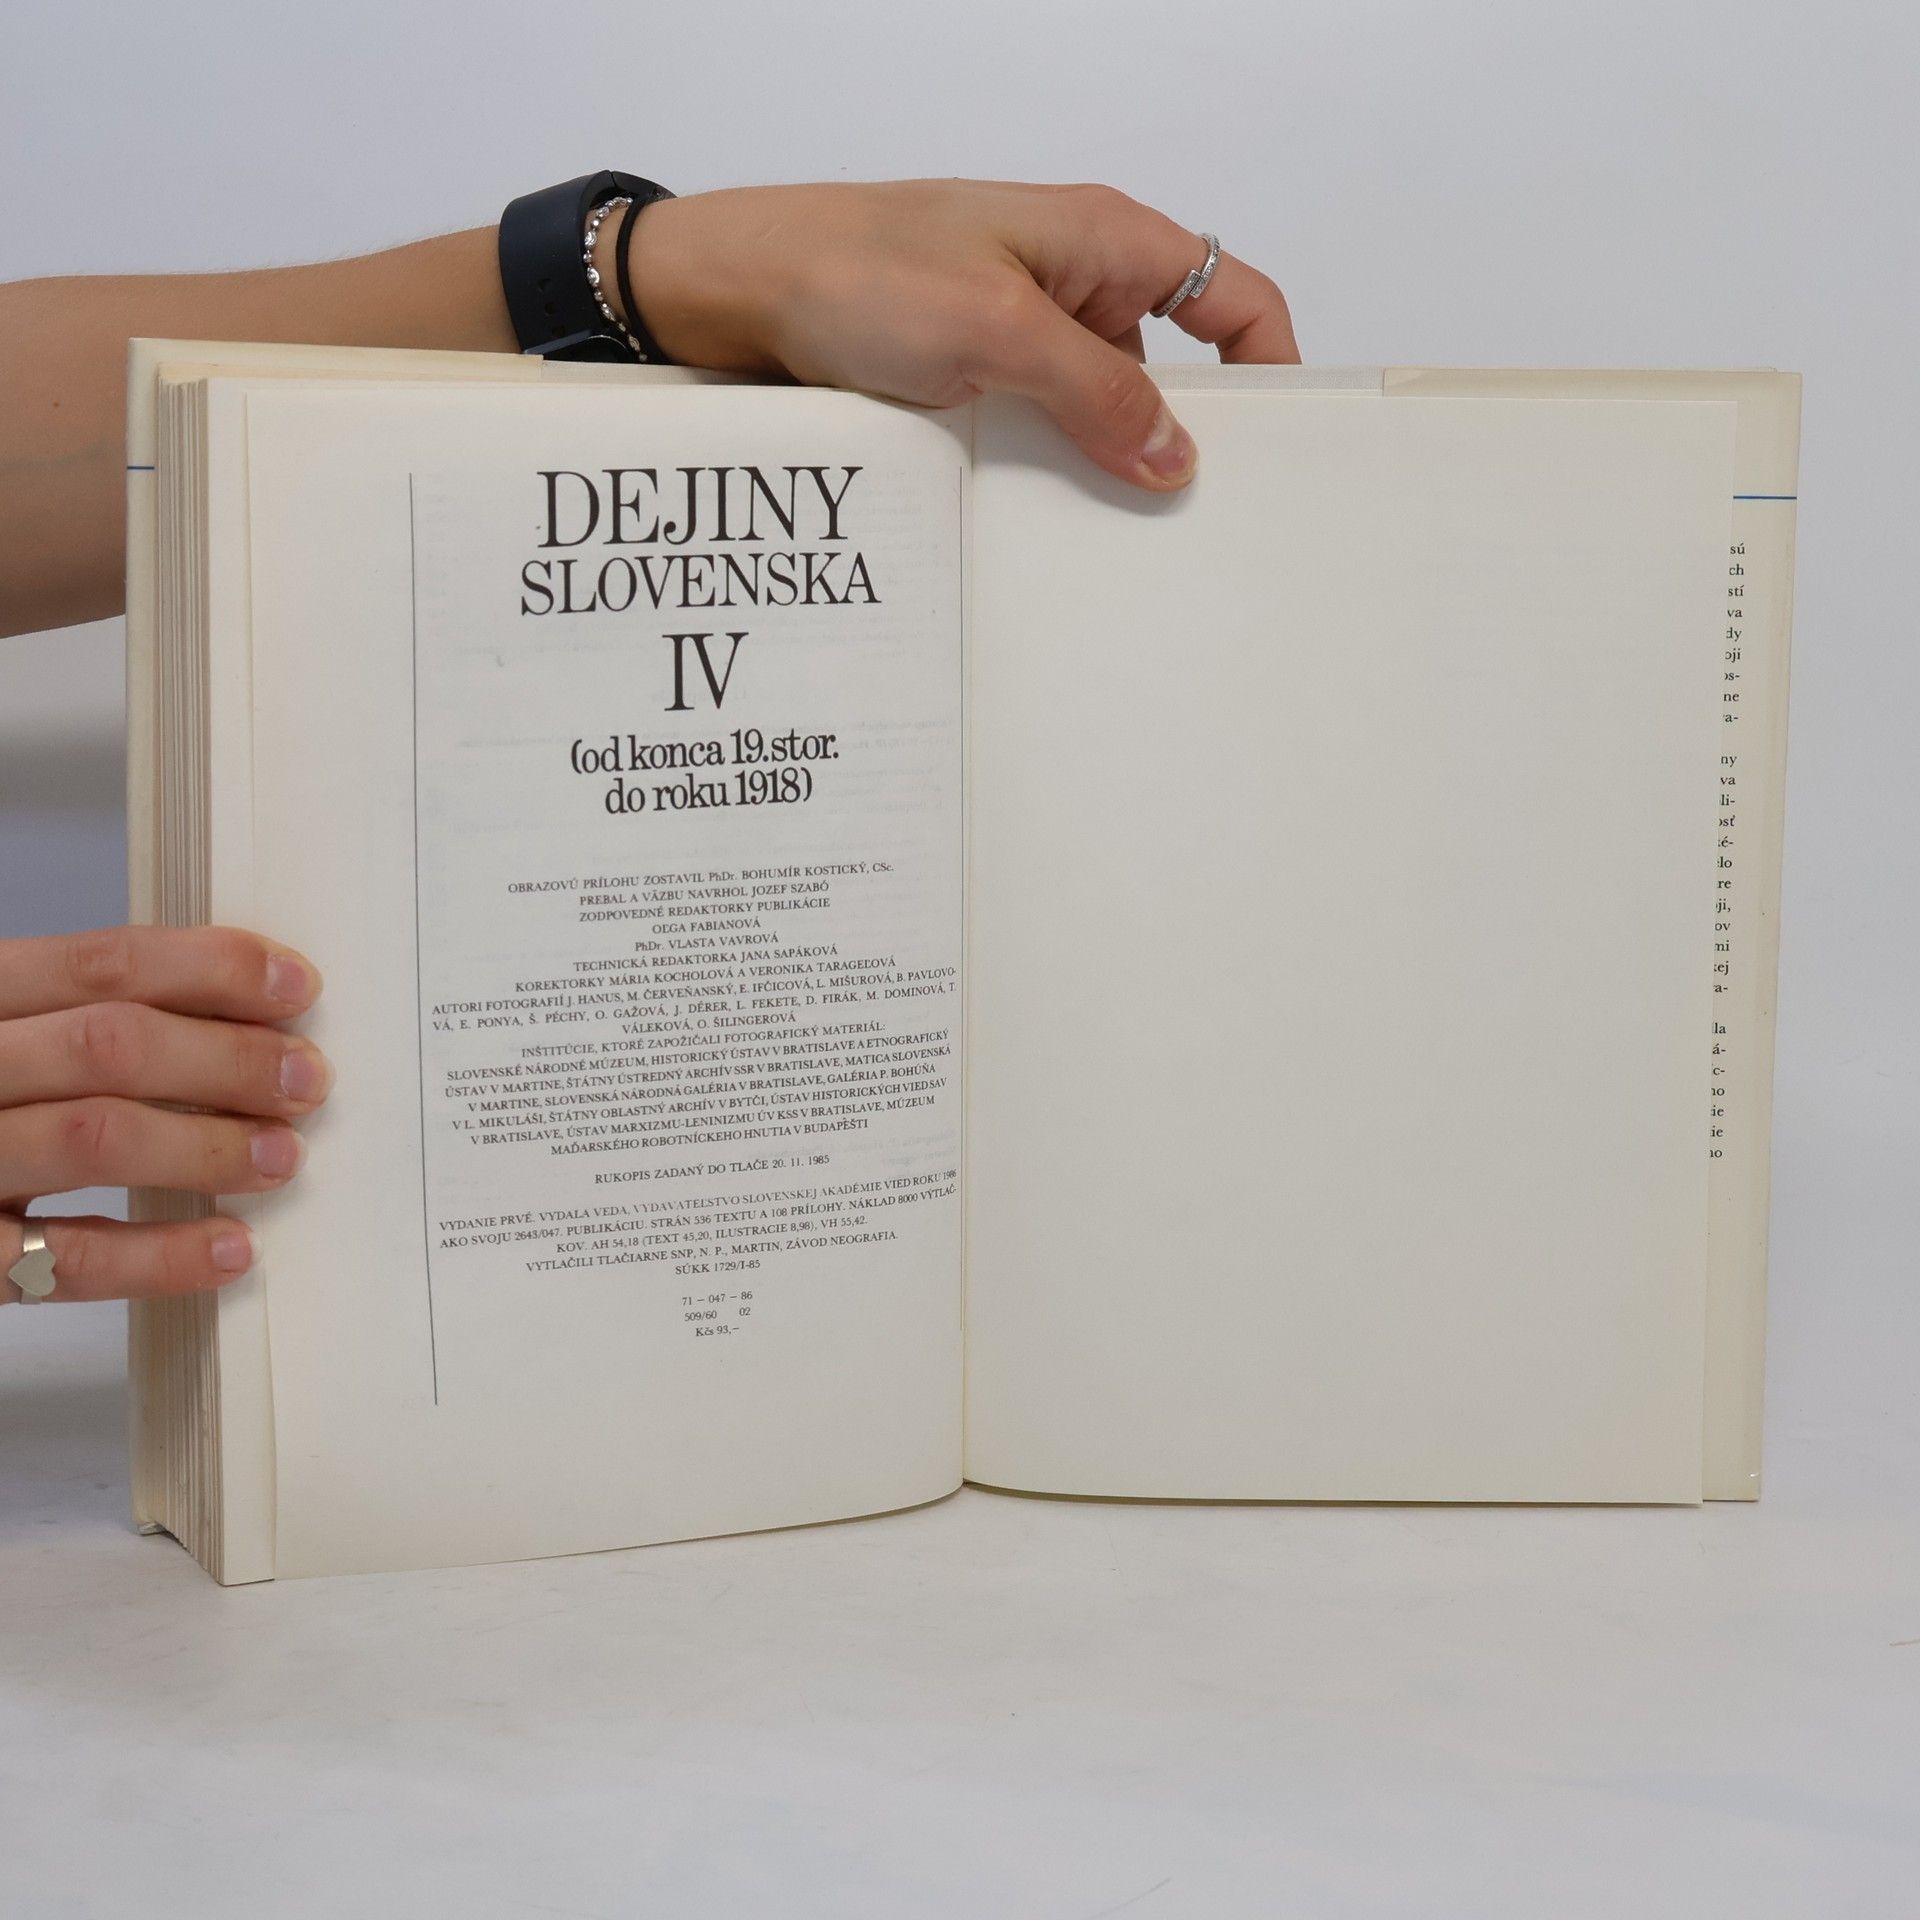 DEJINY
SLOVENSKA
IV
(od konca 19. stor.
do roku 1918)
OBRAZOVÚ PRÍLOHU ZOSTAVIL PhDr. BOHUMÍR KOSTICKÝ, CSc.
PREBAL A VÄZBU NAVRHOL JOZEF SZABÓ
ZODPOVEDNÉ REDAKTORKY PUBLIKÁCIE
OĽGA FABIANOVÁ
PhDr. VLASTA VAVROVÁ
TECHNICKÁ REDAKTORKA JANA SAPÁKOVÁ
KOREKTORKY MÁRIA KOCHOLOVÁ A VERONIKA TARAGEĽOVÁ
AUTORI FOTOGRAFIÍ J. HANUS, M. ČERVEŇANSKÝ, E. IFČICOVÁ, L. MIŠUROVÁ, B. PAVLOVO-
VÁ, E. PONYA, Š. PÉCHY, O. GAŽOVÁ, J. DÉRER, L. FEKETE, D. FIRÁK, M. DOMINOVÁ, T.
VÁLEKOVÁ, O. ŠILINGEROVÁ
INŠTITÚCIE, KTORÉ ZAPOŽIČALI FOTOGRAFICKÝ MATERIÁL:
SLOVENSKÉ NÁRODNÉ MÚZEUM, HISTORICKÝ ÚSTAV V BRATISLAVE A ETNOGRAFICKÝ
ÚSTAV V MARTINE, ŠTÁTNY ÚSTREDNÝ ARCHÍV SSR V BRATISLAVE, MATICA SLOVENSKÁ
V MARTINE, SLOVENSKÁ NÁRODNÁ GALÉRIA V BRATISLAVE, GALÉRIA P. BOHÚŇA
V L. MIKULÁŠI, ŠTÁTNY OBLASTNÝ ARCHÍV V BYTČI, ÚSTAV HISTORICKÝCH VIED SAV
V BRATISLAVE, ÚSTAV MARXIZMU-LENINIZMU ÚV KSS V BRATISLAVE, MÚZEUM
MAĎARSKÉHO ROBOTNÍCKEHO HNUTIA V BUDAPEŠTI
RUKOPIS ZADANÝ DO TLAČE 20. 11. 1985
VYDANIE PRVÉ. VYDALA VEDA, VYDAVATEĽSTVO SLOVENSKEJ AKADÉMIE VIED ROKU 1986
AKO SVOJU 2643/047. PUBLIKÁCIU. STRÁN 536 TEXTU A 108 PRÍLOHY. NÁKLAD 8000 VÝTLAČ-
KOV. AH 54,18 (TEXT 45,20, ILUSTRACIE 8,98), VH 55,42.
VYTLAČILI TLAČIARNE SNP, N. P., MARTIN, ZÁVOD NEOGRAFIA.
SÚKK 1729/I-85
71 – 047 – 86
509/60 02
Kčs 93,–